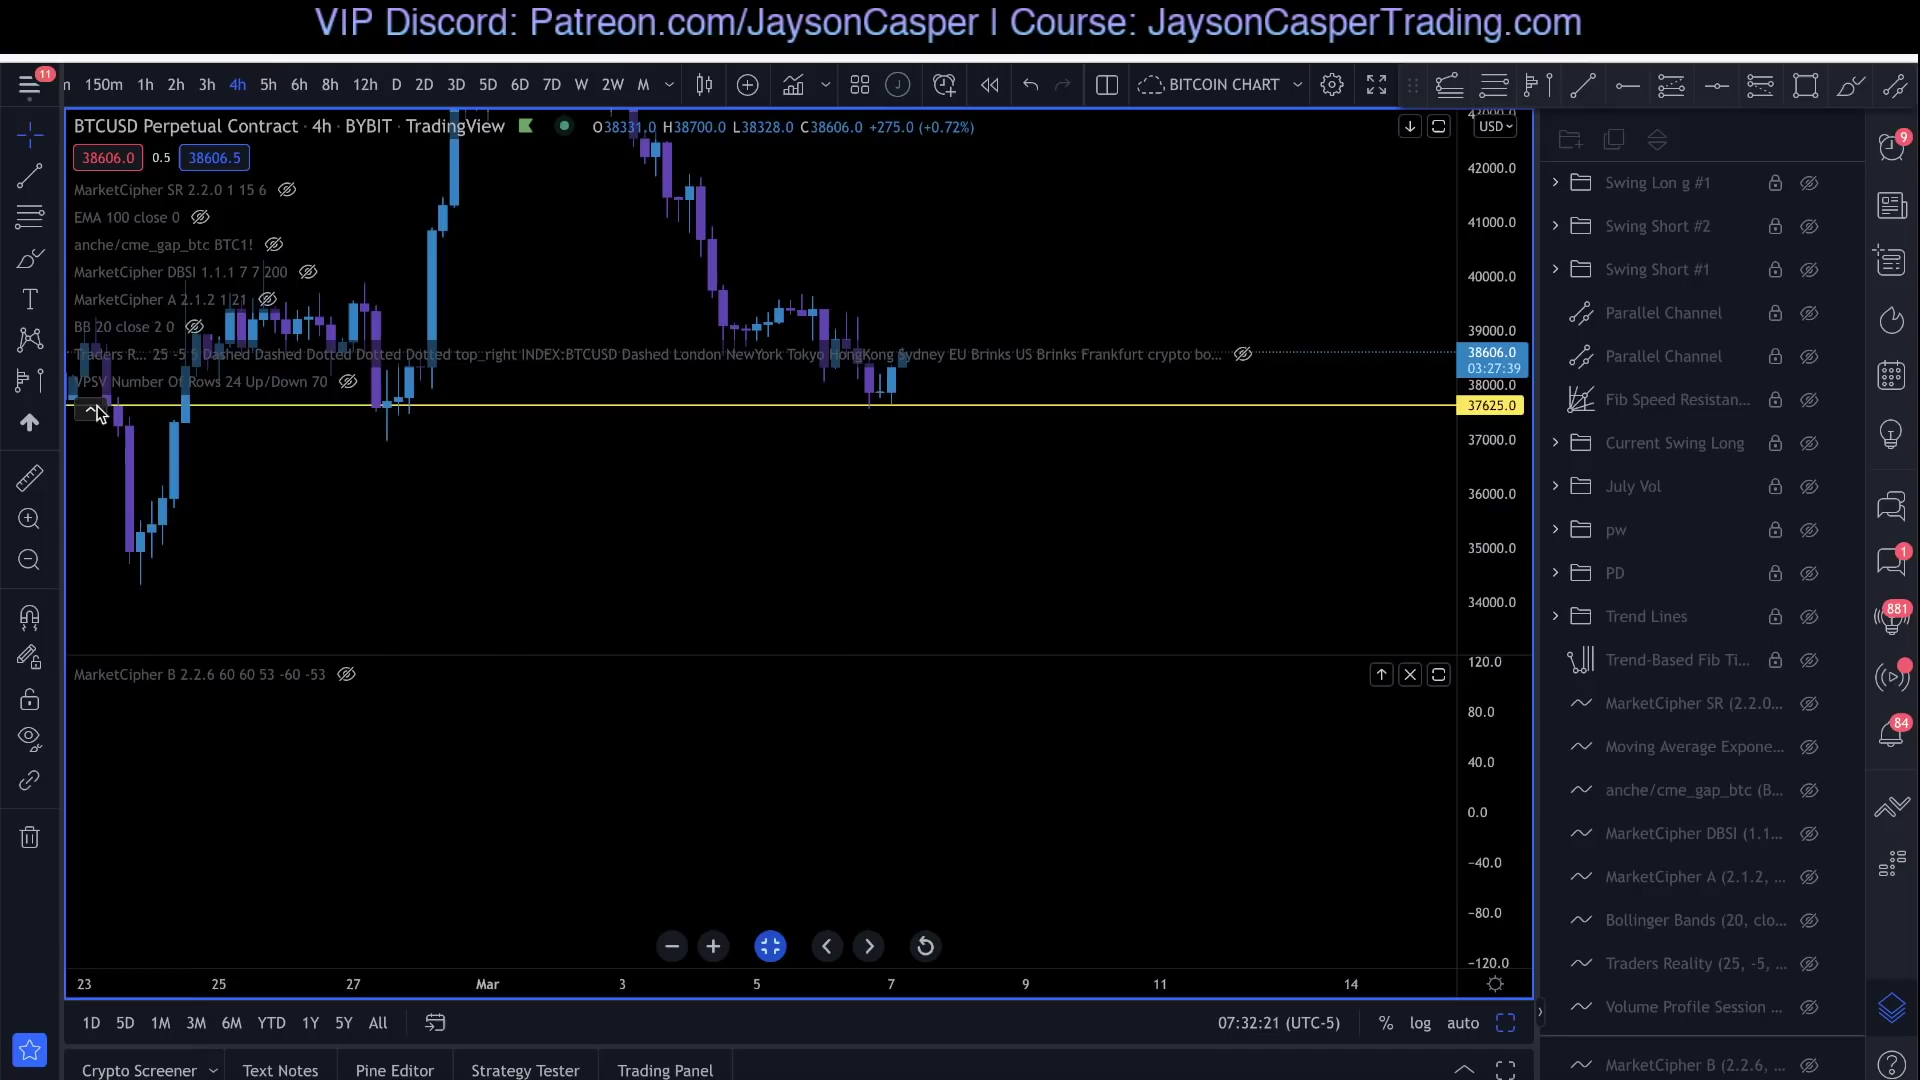 VIP Discord: Patreon.com/JaysonCasper | Course: JaysonCasperTrading.com
11
150m 1h 2h 3h 4h 5h 6h 8h 12h D 2D 3D 5D 6D 7D W 2W M J BITCOIN CHART
BTCUSD Perpetual Contract · 4h · BYBIT · TradingView O38331.0 H38700.0 L38328.0 C38606.0 +275.0 (+0.72%) USD
38606.0 0.5 38606.5
MarketCipher SR 2.2.0 1 15 6
EMA 100 close 0
anche/cme_gap_btc BTC1!
MarketCipher DBSI 1.1.1 7 7 200
MarketCipher A 2.1.2 1 21
BB 20 close 2 0
Traders R... 25 -5 5 Dashed Dashed Dotted Dotted Dotted top_right INDEX:BTCUSD Dashed London NewYork Tokyo HongKong Sydney EU Brinks US Brinks Frankfurt crypto bo...
VPSV Number Of Rows 24 Up/Down 70
42000.0
41000.0
40000.0
39000.0
38606.0
03:27:39
38000.0
37625.0
37000.0
36000.0
35000.0
34000.0
MarketCipher B 2.2.6 60 60 53 -60 -53
120.0
80.0
40.0
0.0
-40.0
-80.0
-120.0
23 25 27 Mar 3 5 7 9 11 14
1D 5D 1M 3M 6M YTD 1Y 5Y All 07:32:21 (UTC-5) % log auto
Crypto Screener Text Notes Pine Editor Strategy Tester Trading Panel
Swing Lon g #1
Swing Short #2
Swing Short #1
Parallel Channel
Parallel Channel
Fib Speed Resistan...
Current Swing Long
July Vol
pw
PD
Trend Lines
Trend-Based Fib Ti...
MarketCipher SR (2.2.0...
Moving Average Expone...
anche/cme_gap_btc (B...
MarketCipher DBSI (1.1...
MarketCipher A (2.1.2, ...
Bollinger Bands (20, clo...
Traders Reality (25, -5, ...
Volume Profile Session ...
MarketCipher B (2.2.6, ...
9
1
881
84